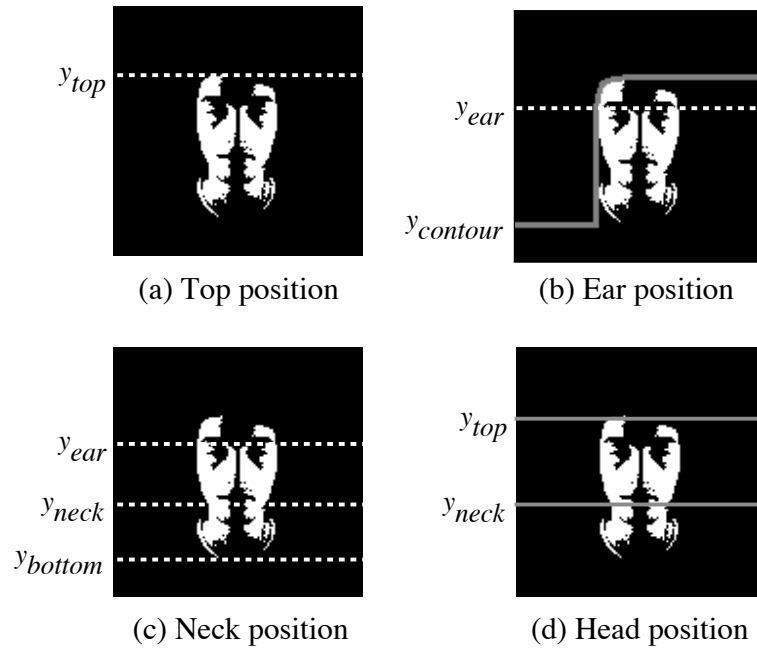 y_top
y_ear
y_contour
(a) Top position
(b) Ear position
y_ear
y_neck
y_bottom
y_top
y_neck
(c) Neck position
(d) Head position